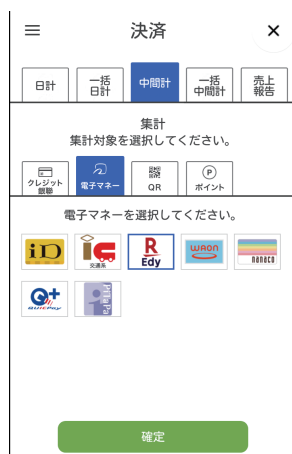 決済
日計
一括
日計
中間計
一括
中間計
売上
報告
集計
集計対象を選択してください。
クレジット
銀聯
電子マネー
QR
P
ポイント
電子マネーを選択してください。
iD
交通系
R
Edy
WAON
nanaco
Q+
QUICPay
PiTaPa
確定